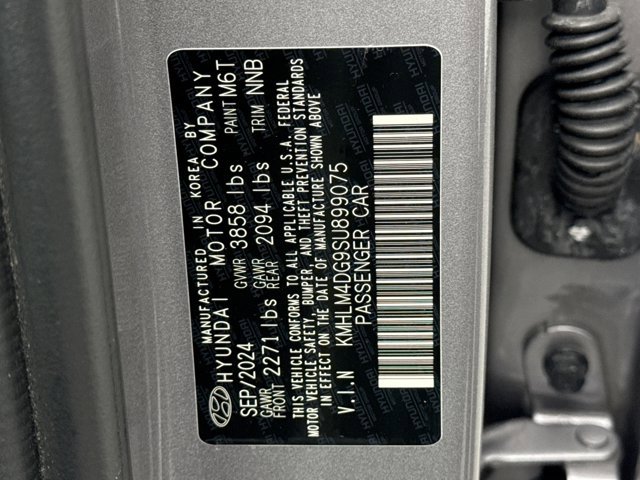 MANUFACTURED IN KOREA BY
HYUNDAI MOTOR COMPANY
SEP/2024 GVWR 3858 lbs PAINT M6T
GAWR FRONT 2271 lbs GAWR REAR 2094 lbs TRIM NNB
THIS VEHICLE CONFORMS TO ALL APPLICABLE U.S.A. FEDERAL
MOTOR VEHICLE SAFETY, BUMPER, AND THEFT PREVENTION STANDARDS
IN EFFECT ON THE DATE OF MANUFACTURE SHOWN ABOVE
V.I.N KMHLM4DG9SU899075
PASSENGER CAR